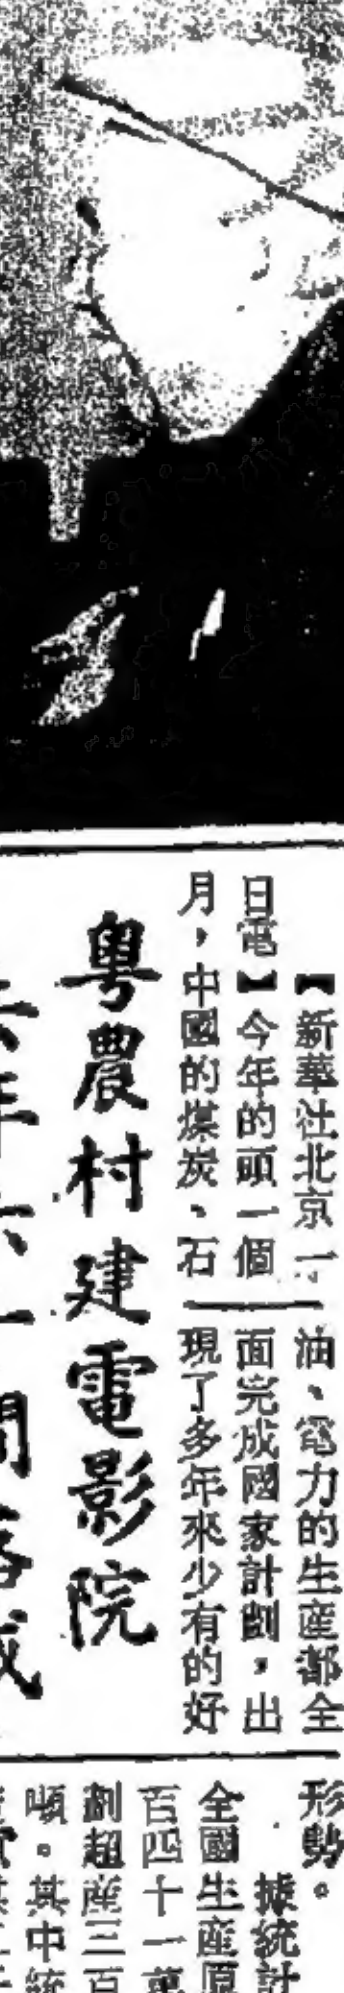 【新華社北京一
日電】今年的頭一個
月，中國的煤炭、石
油、電力的生産都全
面完成國家計劃，出
現了多年來少有的好
形勢。
據統計
全國生産原
百四十一萬
劃超産三百
噸。其中統
粵農村建電影院